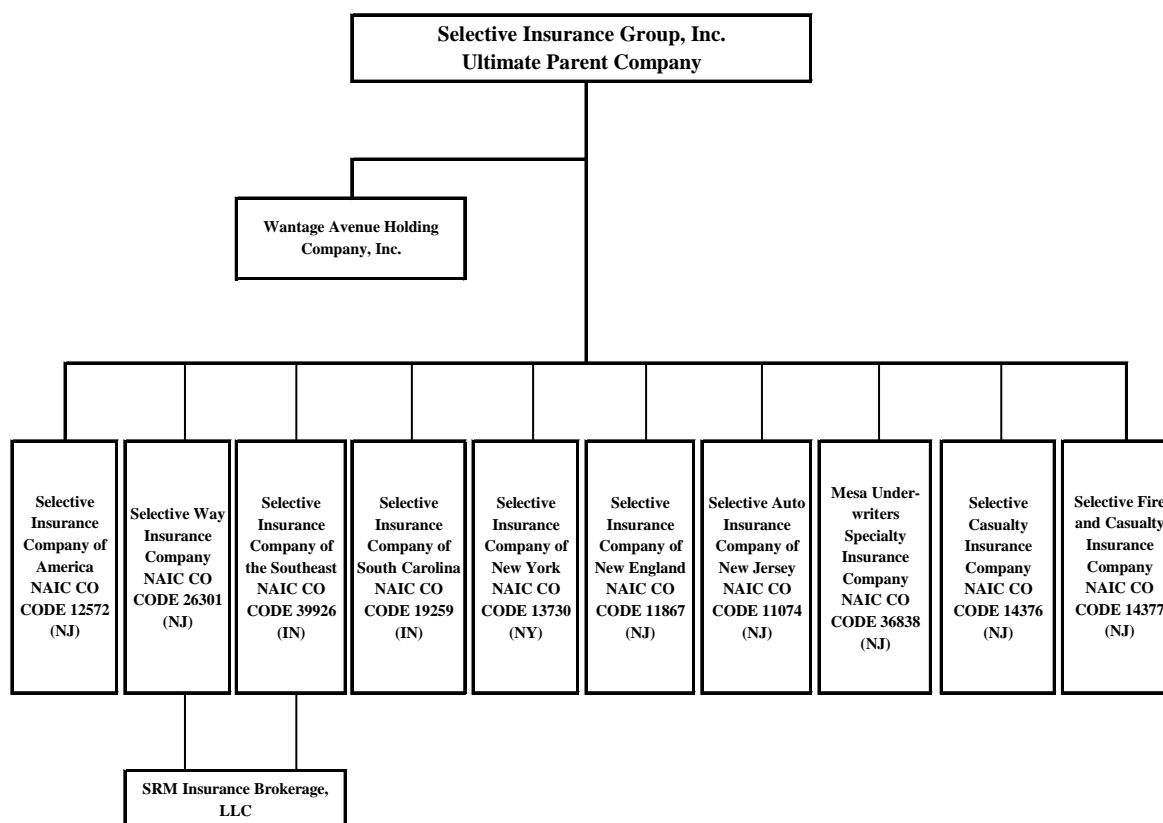 Selective Insurance Group, Inc.
Ultimate Parent Company
Wantage Avenue Holding
Company, Inc.
Selective
Insurance
Company of
America
NAIC CO
CODE 12572
(NJ)
Selective Way
Insurance
Company
NAIC CO
CODE 26301
(NJ)
Selective
Insurance
Company of
the Southeast
NAIC CO
CODE 39926
(IN)
Selective
Insurance
Company of
South Carolina
NAIC CO
CODE 19259
(IN)
Selective
Insurance
Company of
New York
NAIC CO
CODE 13730
(NY)
Selective
Insurance
Company of
New England
NAIC CO
CODE 11867
(NJ)
Selective Auto
Insurance
Company of
New Jersey
NAIC CO
CODE 11074
(NJ)
Mesa Under-
writers
Specialty
Insurance
Company
NAIC CO
CODE 36838
(NJ)
Selective
Casualty
Insurance
Company
NAIC CO
CODE 14376
(NJ)
Selective Fire
and Casualty
Insurance
Company
NAIC CO
CODE 14377
(NJ)
SRM Insurance Brokerage,
LLC